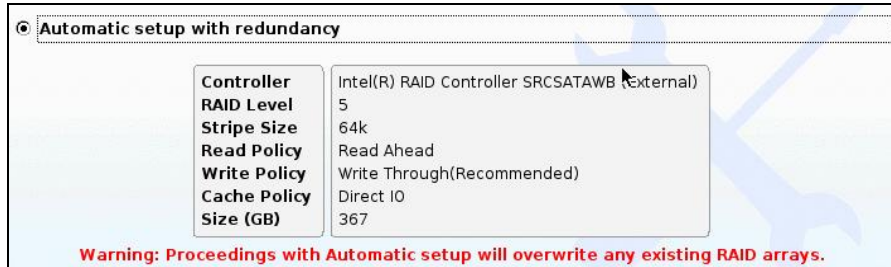 Automatic setup with redundancy
Controller Intel(R) RAID Controller SRCSATAWB (External)
RAID Level 5
Stripe Size 64k
Read Policy Read Ahead
Write Policy Write Through(Recommended)
Cache Policy Direct IO
Size (GB) 367
Warning: Proceedings with Automatic setup will overwrite any existing RAID arrays.